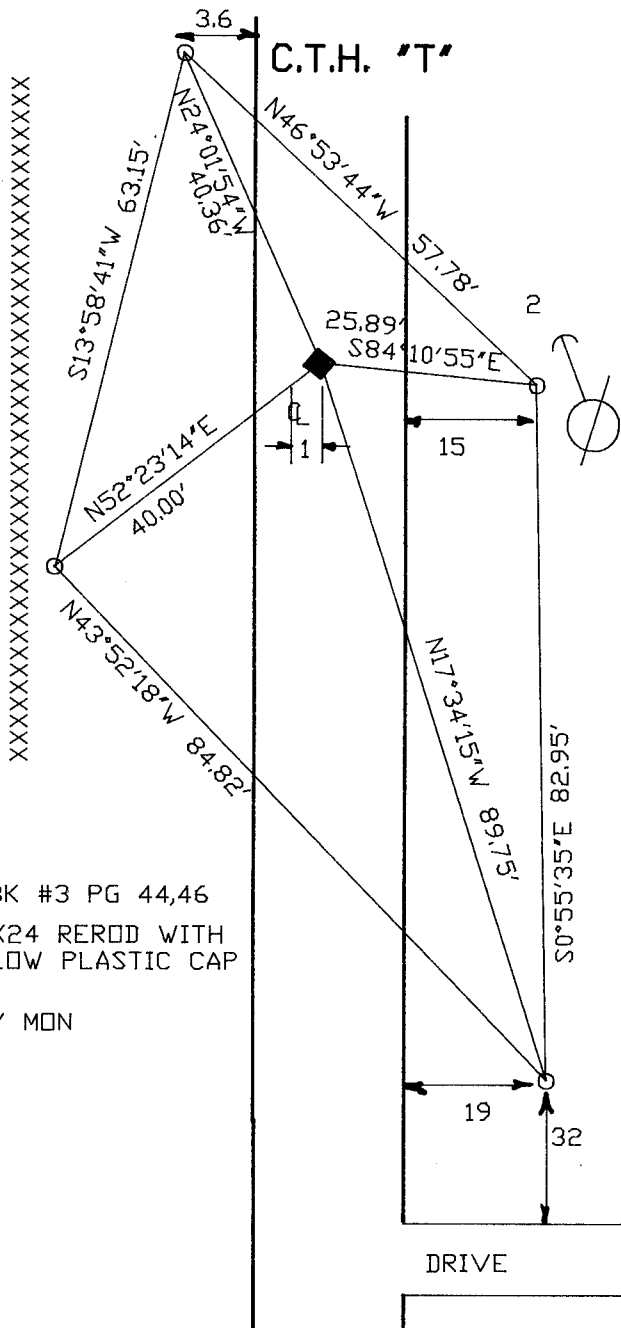 3.6
C.T.H. "T"
N24°01'54"W
40.36'
N46°53'44"W 57.78'
S13°58'41"W 63.15'
2
25.89'
S84°10'55"E
℄
1
15
N52°23'14"E
40.00'
N43°52'18"W 84.82'
N17°34'15"W 89.75'
S0°55'35"E 82.95'
#3 PG 44,46
X24 REROD WITH
PLASTIC CAP
MON
19
32
DRIVE